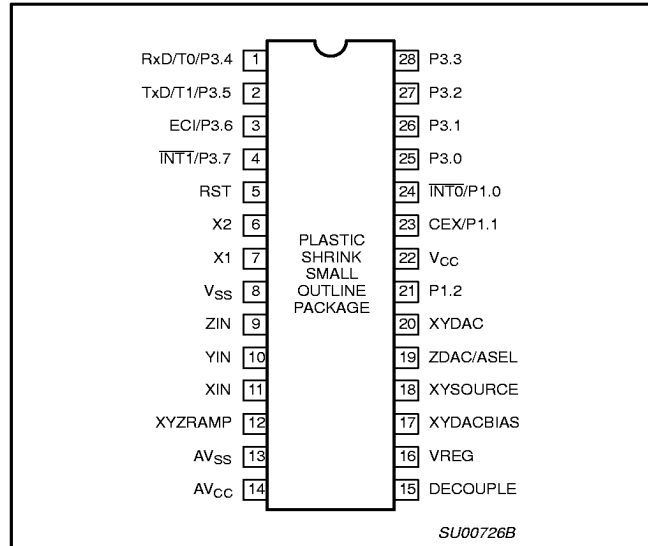 RxD/T0/P3.4 1 28 P3.3
TxD/T1/P3.5 2 27 P3.2
ECI/P3.6 3 26 P3.1
INT1/P3.7 4 25 P3.0
RST 5 24 INT0/P1.0
X2 6 23 CEX/P1.1
X1 7 22 VCC
VSS 8 21 P1.2
ZIN 9 20 XYDAC
YIN 10 19 ZDAC/ASEL
XIN 11 18 XYSOURCE
XYZRAMP 12 17 XYDACBIAS
AVSS 13 16 VREG
AVCC 14 15 DECOUPLE
PLASTIC
SHRINK
SMALL
OUTLINE
PACKAGE
SU00726B